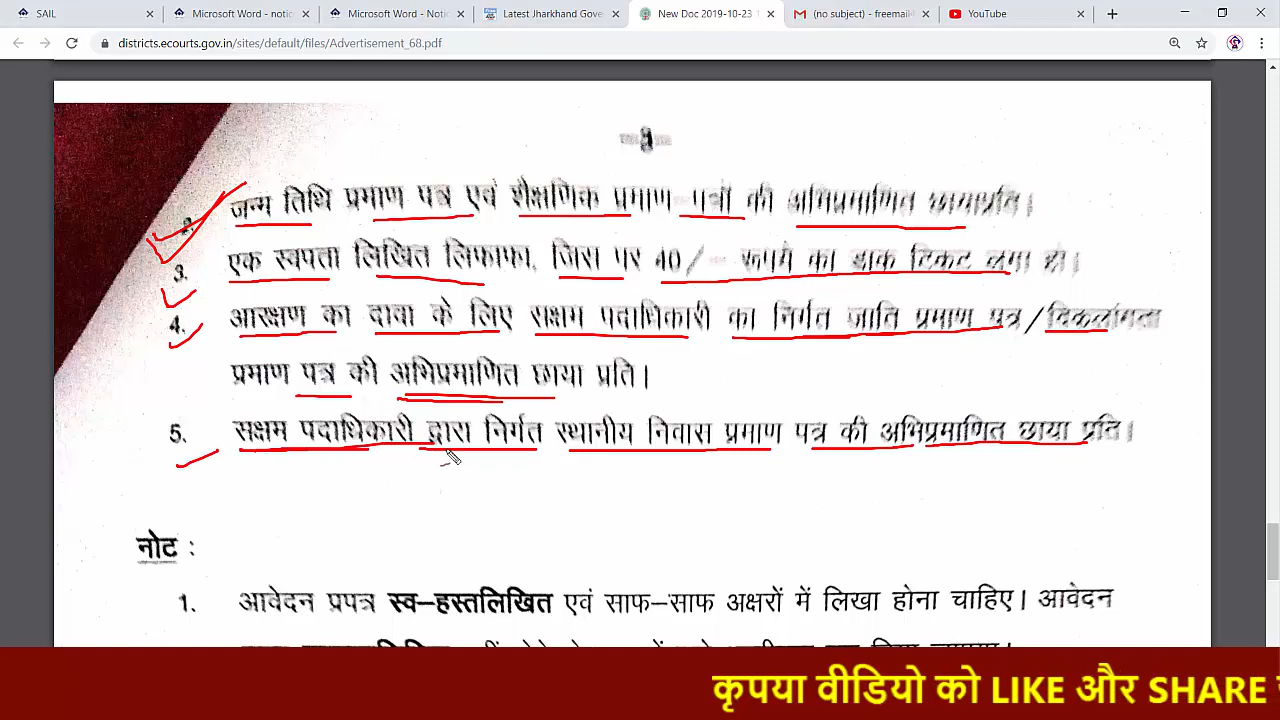 SAIL
Microsoft Word - notic
Microsoft Word - Notic
Latest Jharkhand Gove
New Doc 2019-10-23 1
(no subject) - freemail
YouTube
districts.ecourts.gov.in/sites/default/files/Advertisement_68.pdf
2. जन्म तिथि प्रमाण पत्र एवं शैक्षणिक प्रमाण पत्रों की अभिप्रमाणित छायाप्रति।
3. एक स्वपता लिखित लिफाफा, जिस पर 40/- रूपये का डाक टिकट लगा हो।
4. आरक्षण का दावा के लिए सक्षम पदाधिकारी का निर्गत जाति प्रमाण पत्र/विकलांगता
प्रमाण पत्र की अभिप्रमाणित छाया प्रति।
5. सक्षम पदाधिकारी द्वारा निर्गत स्थानीय निवास प्रमाण पत्र की अभिप्रमाणित छाया प्रति।
नोट :
1. आवेदन प्रपत्र स्व-हस्तलिखित एवं साफ-साफ अक्षरों में लिखा होना चाहिए। आवेदन
कृपया वीडियो को LIKE और SHARE